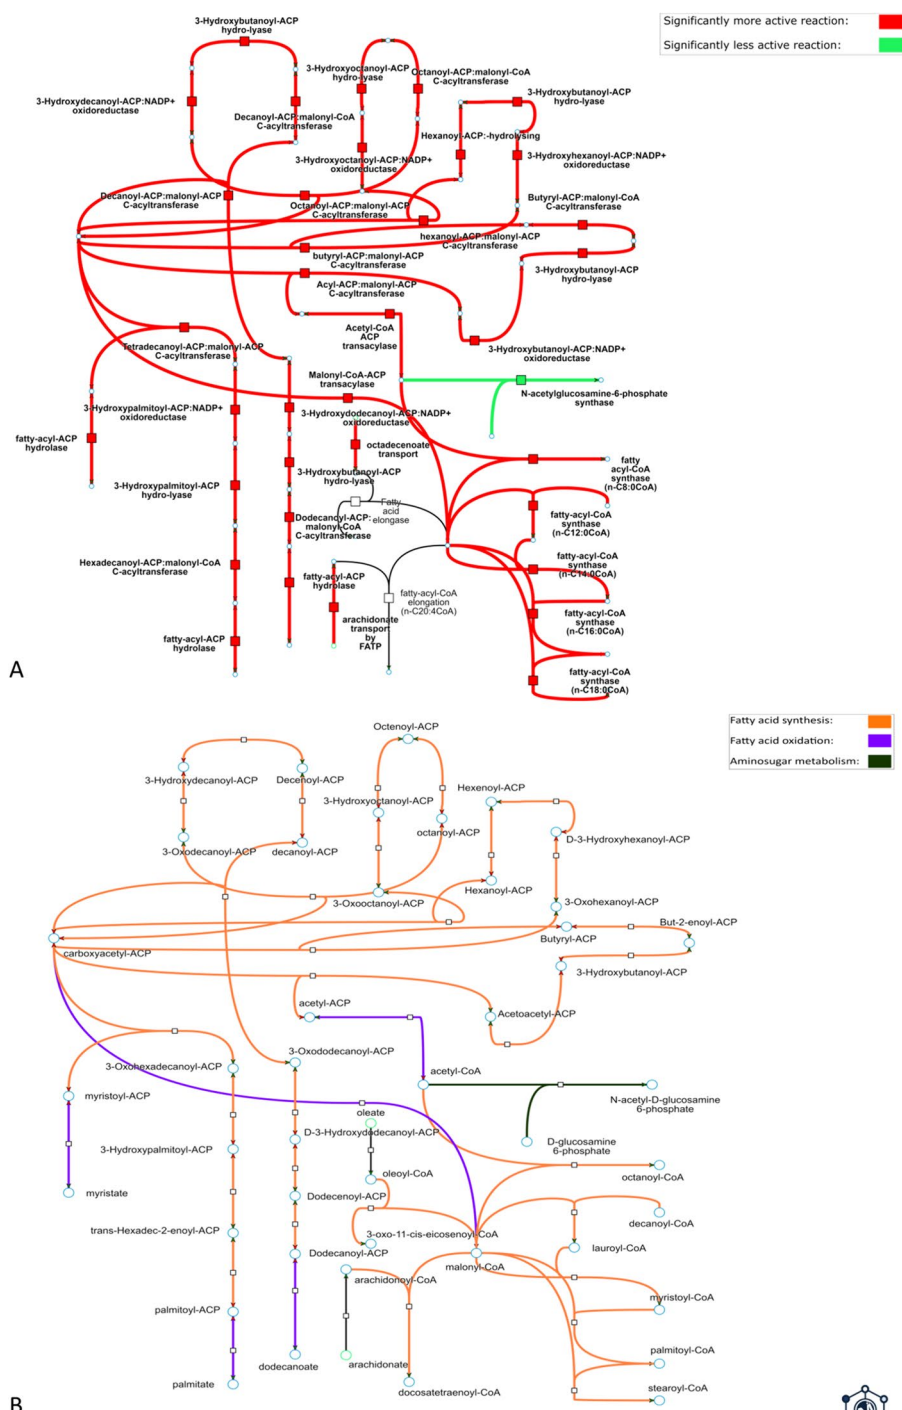 3-Hydroxybutanoyl-ACP
hydro-lyase
Significantly more active reaction:
Significantly less active reaction:
3-Hydroxyoctanoyl-ACP
hydro-lyase
Octanoyl-ACP:malonyl-CoA
C-acyltransferase
3-Hydroxybutanoyl-ACP
hydro-lyase
3-Hydroxydecanoyl-ACP:NADP+
oxidoreductase
Decanoyl-ACP:malonyl-CoA
C-acyltransferase
Hexanoyl-ACP:-hydrolysing
3-Hydroxyoctanoyl-ACP:NADP+
oxidoreductase
3-Hydroxyhexanoyl-ACP:NADP+
oxidoreductase
Decanoyl-ACP:malonyl-ACP
C-acyltransferase
Octanoyl-ACP:malonyl-ACP
C-acyltransferase
Butyryl-ACP:malonyl-CoA
C-acyltransferase
hexanoyl-ACP:malonyl-ACP
C-acyltransferase
butyryl-ACP:malonyl-ACP
C-acyltransferase
3-Hydroxybutanoyl-ACP
hydro-lyase
Acyl-ACP:malonyl-ACP
C-acyltransferase
Acetyl-CoA
ACP
transacylase
3-Hydroxybutanoyl-ACP:NADP+
oxidoreductase
Tetradecanoyl-ACP:malonyl-ACP
C-acyltransferase
Malonyl-CoA-ACP
transacylase
N-acetylglucosamine-6-phosphate
synthase
3-Hydroxypalmitoyl-ACP:NADP+
oxidoreductase
3-Hydroxydodecanoyl-ACP:NADP+
oxidoreductase
fatty-acyl-ACP
hydrolase
octadecenoate
transport
3-Hydroxybutanoyl-ACP
hydro-lyase
fatty
acyl-CoA
synthase
(n-C8:0CoA)
3-Hydroxypalmitoyl-ACP
hydro-lyase
Fatty
acid
elongase
Dodecanoyl-ACP:
malonyl-CoA
C-acyltransferase
fatty-acyl-CoA
synthase
(n-C12:0CoA)
Hexadecanoyl-ACP:malonyl-CoA
C-acyltransferase
fatty-acyl-ACP
hydrolase
fatty-acyl-CoA
synthase
(n-C14:0CoA)
fatty-acyl-CoA
elongation
(n-C20:4CoA)
arachidonate
transport
by
FATP
fatty-acyl-CoA
synthase
(n-C16:0CoA)
fatty-acyl-ACP
hydrolase
fatty-acyl-CoA
synthase
(n-C18:0CoA)
A
Fatty acid synthesis:
Fatty acid oxidation:
Aminosugar metabolism:
Octenoyl-ACP
3-Hydroxydecanoyl-ACP
Decenoyl-ACP
Hexenoyl-ACP
3-Hydroxyoctanoyl-ACP
octanoyl-ACP
D-3-Hydroxyhexanoyl-ACP
3-Oxodecanoyl-ACP
decanoyl-ACP
Hexanoyl-ACP
3-Oxooctanoyl-ACP
3-Oxohexanoyl-ACP
But-2-enoyl-ACP
Butyryl-ACP
carboxyacetyl-ACP
3-Hydroxybutanoyl-ACP
acetyl-ACP
Acetoacetyl-ACP
3-Oxohexadecanoyl-ACP
3-Oxododecanoyl-ACP
acetyl-CoA
myristoyl-ACP
N-acetyl-D-glucosamine
6-phosphate
oleate
D-3-Hydroxydodecanoyl-ACP
D-glucosamine
6-phosphate
3-Hydroxypalmitoyl-ACP
oleoyl-CoA
octanoyl-CoA
myristate
Dodecenoyl-ACP
decanoyl-CoA
trans-Hexadec-2-enoyl-ACP
3-oxo-11-cis-eicosenoyl-CoA
lauroyl-CoA
Dodecanoyl-ACP
malonyl-CoA
arachidonoyl-CoA
myristoyl-CoA
palmitoyl-ACP
palmitoyl-CoA
dodecanoate
arachidonate
palmitate
docosatetraenoyl-CoA
stearoyl-CoA
B